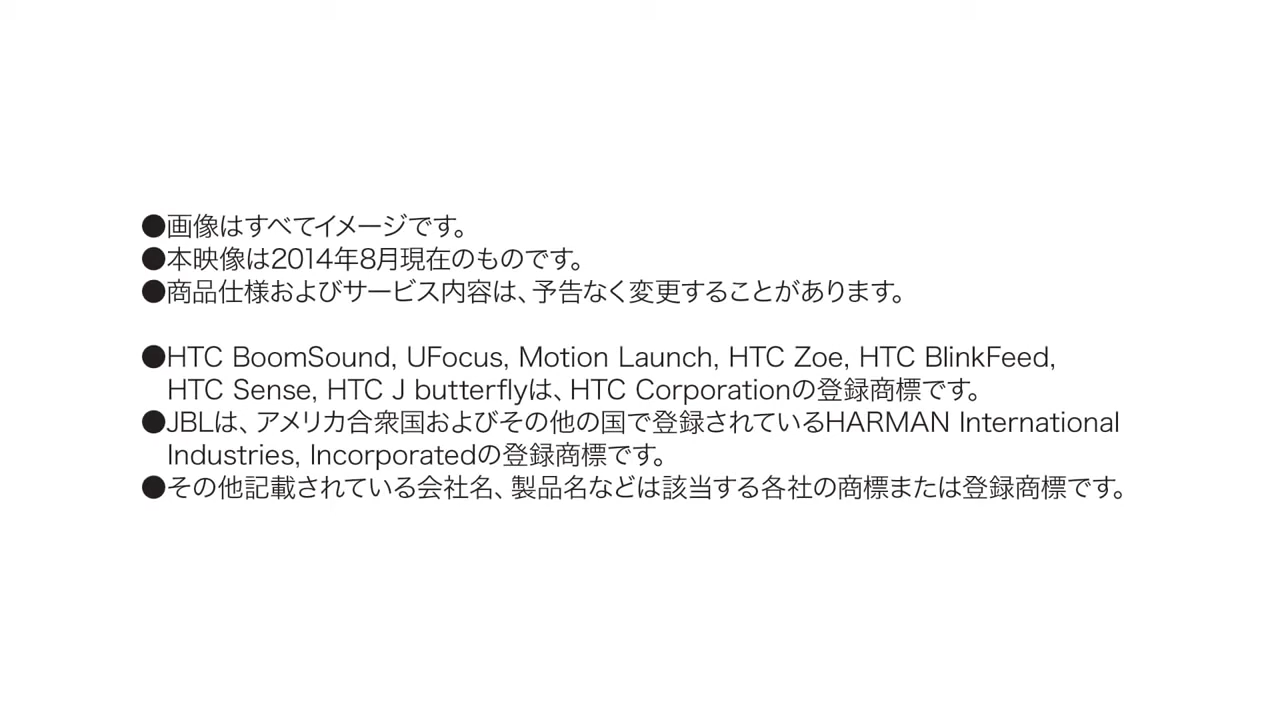 ●画像はすべてイメージです。
●本映像は2014年8月現在のものです。
●商品仕様およびサービス内容は、予告なく変更することがあります。
●HTC BoomSound, UFocus, Motion Launch, HTC Zoe, HTC BlinkFeed,
HTC Sense, HTC J butterflyは、HTC Corporationの登録商標です。
●JBLは、アメリカ合衆国およびその他の国で登録されているHARMAN International
Industries, Incorporatedの登録商標です。
●その他記載されている会社名、製品名などは該当する各社の商標または登録商標です。